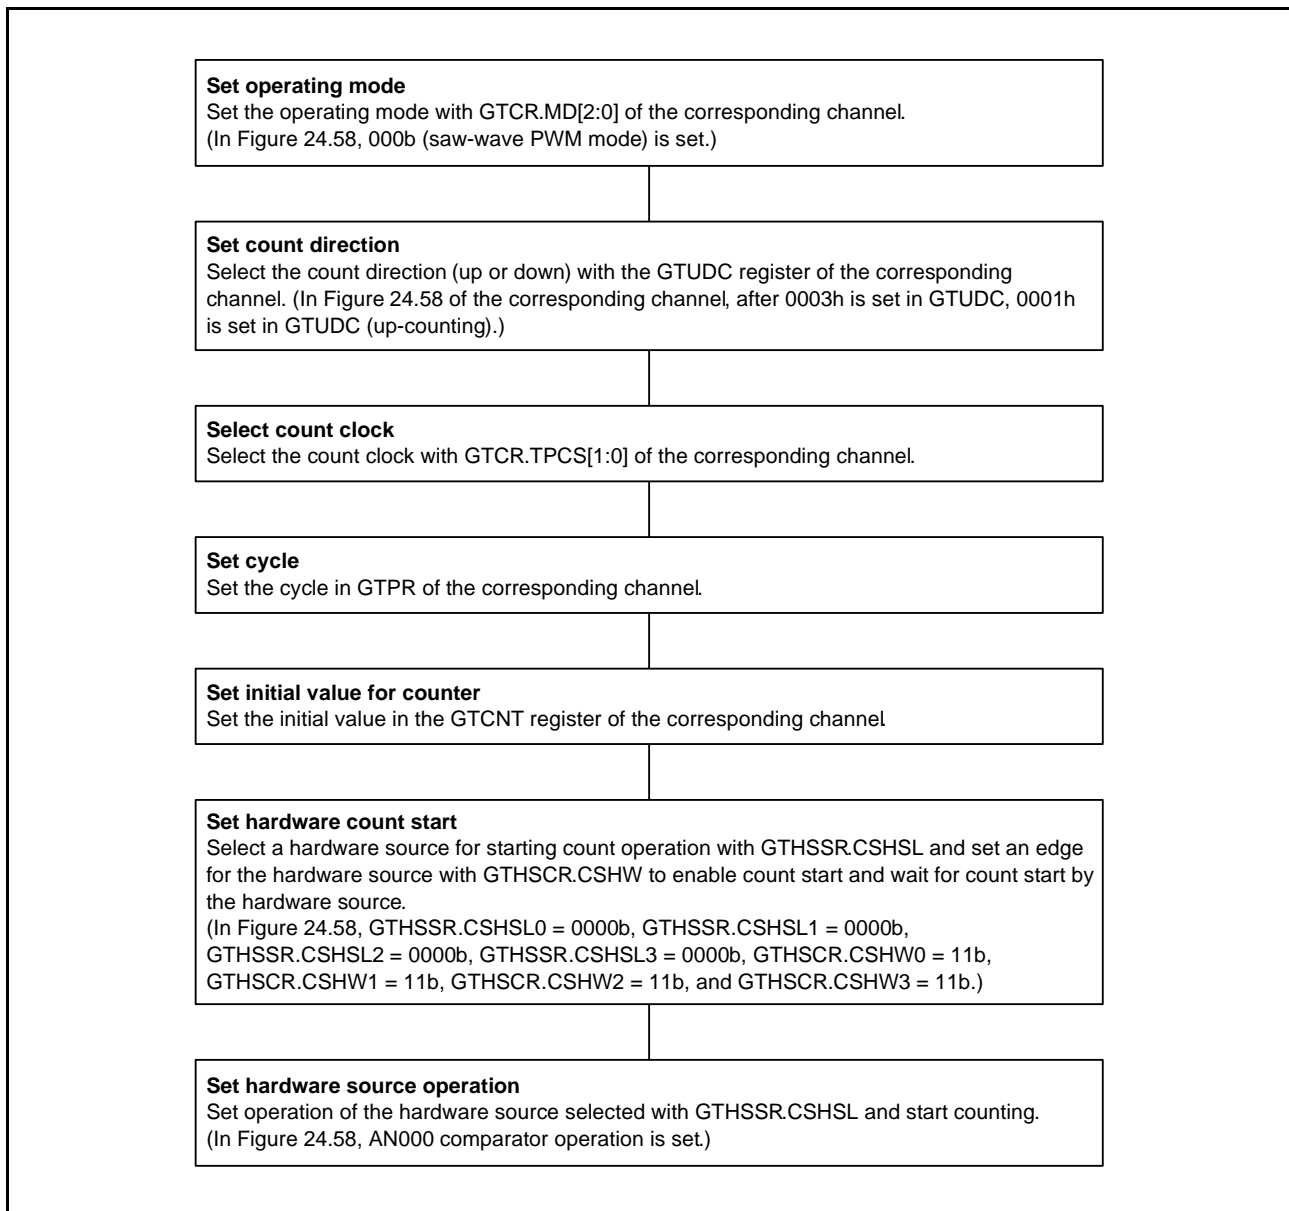 Set operating mode
Set the operating mode with GTCR.MD[2:0] of the corresponding channel.
(In Figure 24.58, 000b (saw-wave PWM mode) is set.)
Set count direction
Select the count direction (up or down) with the GTUDC register of the corresponding
channel. (In Figure 24.58 of the corresponding channel, after 0003h is set in GTUDC, 0001h
is set in GTUDC (up-counting).)
Select count clock
Select the count clock with GTCR.TPCS[1:0] of the corresponding channel.
Set cycle
Set the cycle in GTPR of the corresponding channel.
Set initial value for counter
Set the initial value in the GTCNT register of the corresponding channel.
Set hardware count start
Select a hardware source for starting count operation with GTHSSR.CSHSL and set an edge
for the hardware source with GTHSCR.CSHW to enable count start and wait for count start by
the hardware source.
(In Figure 24.58, GTHSSR.CSHSL0 = 0000b, GTHSSR.CSHSL1 = 0000b,
GTHSSR.CSHSL2 = 0000b, GTHSSR.CSHSL3 = 0000b, GTHSCR.CSHW0 = 11b,
GTHSCR.CSHW1 = 11b, GTHSCR.CSHW2 = 11b, and GTHSCR.CSHW3 = 11b.)
Set hardware source operation
Set operation of the hardware source selected with GTHSSR.CSHSL and start counting.
(In Figure 24.58, AN000 comparator operation is set.)